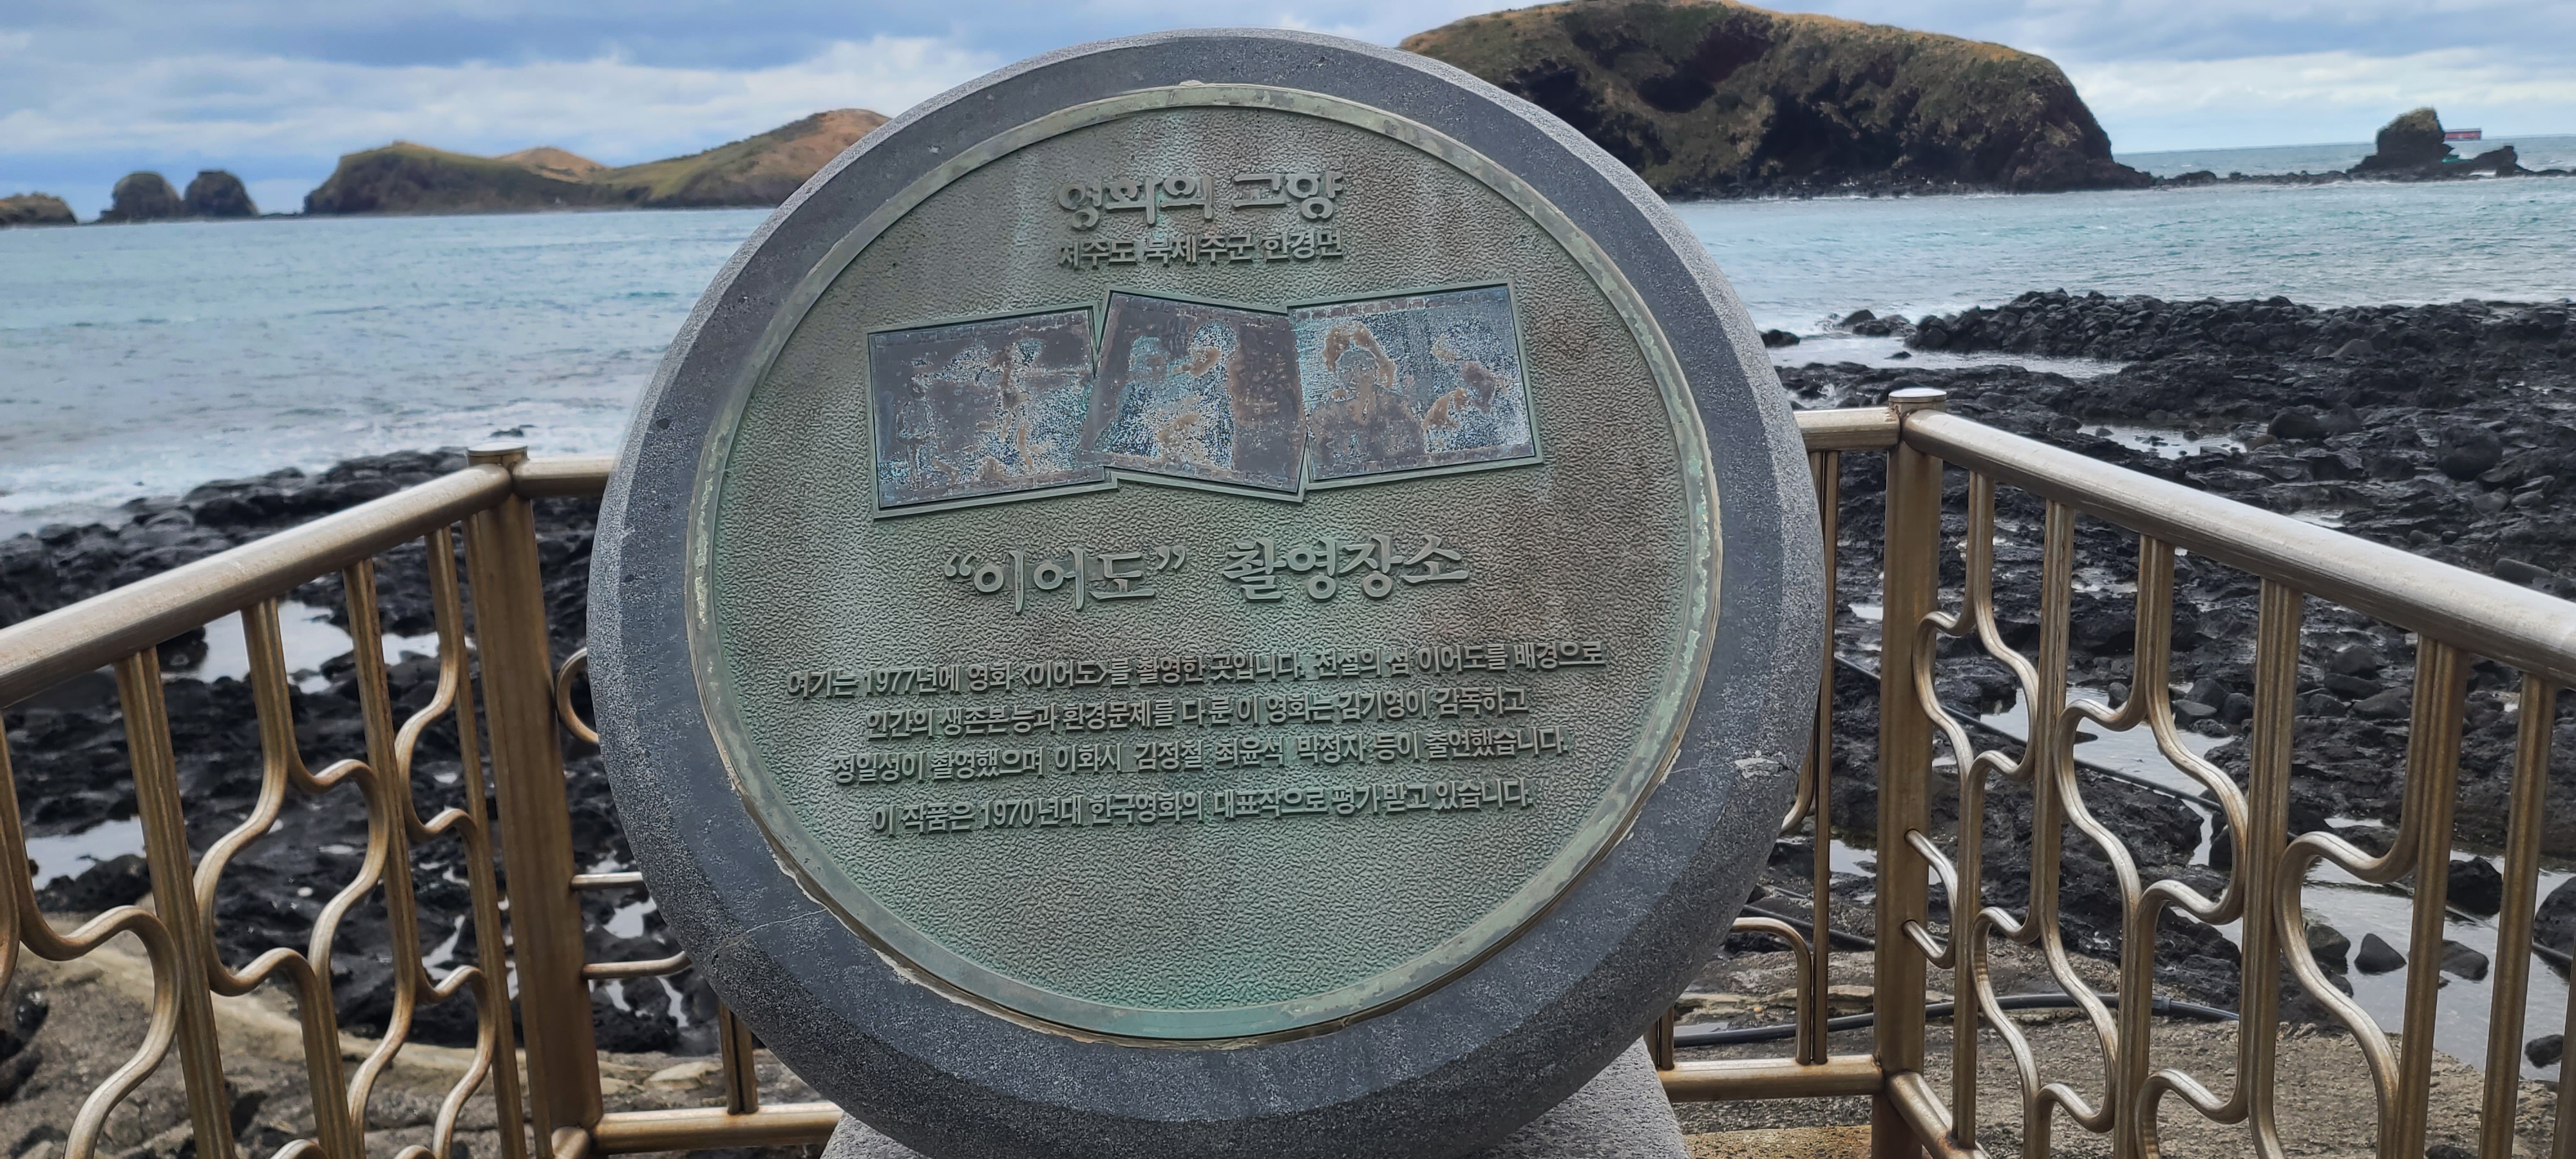 영화의 고향
제주도 북제주군 한경면
“이어도” 촬영장소
여기는 1977년에 영화 <이어도>를 촬영한 곳입니다. 전설의 섬 이어도를 배경으로
인간의 생존본능과 환경문제를 다룬 이 영화는 김기영이 감독하고
정일성이 촬영했으며 이화시 김정철 최윤석 박정자 등이 출연했습니다.
이 작품은 1970년대 한국영화의 대표작으로 평가받고 있습니다.